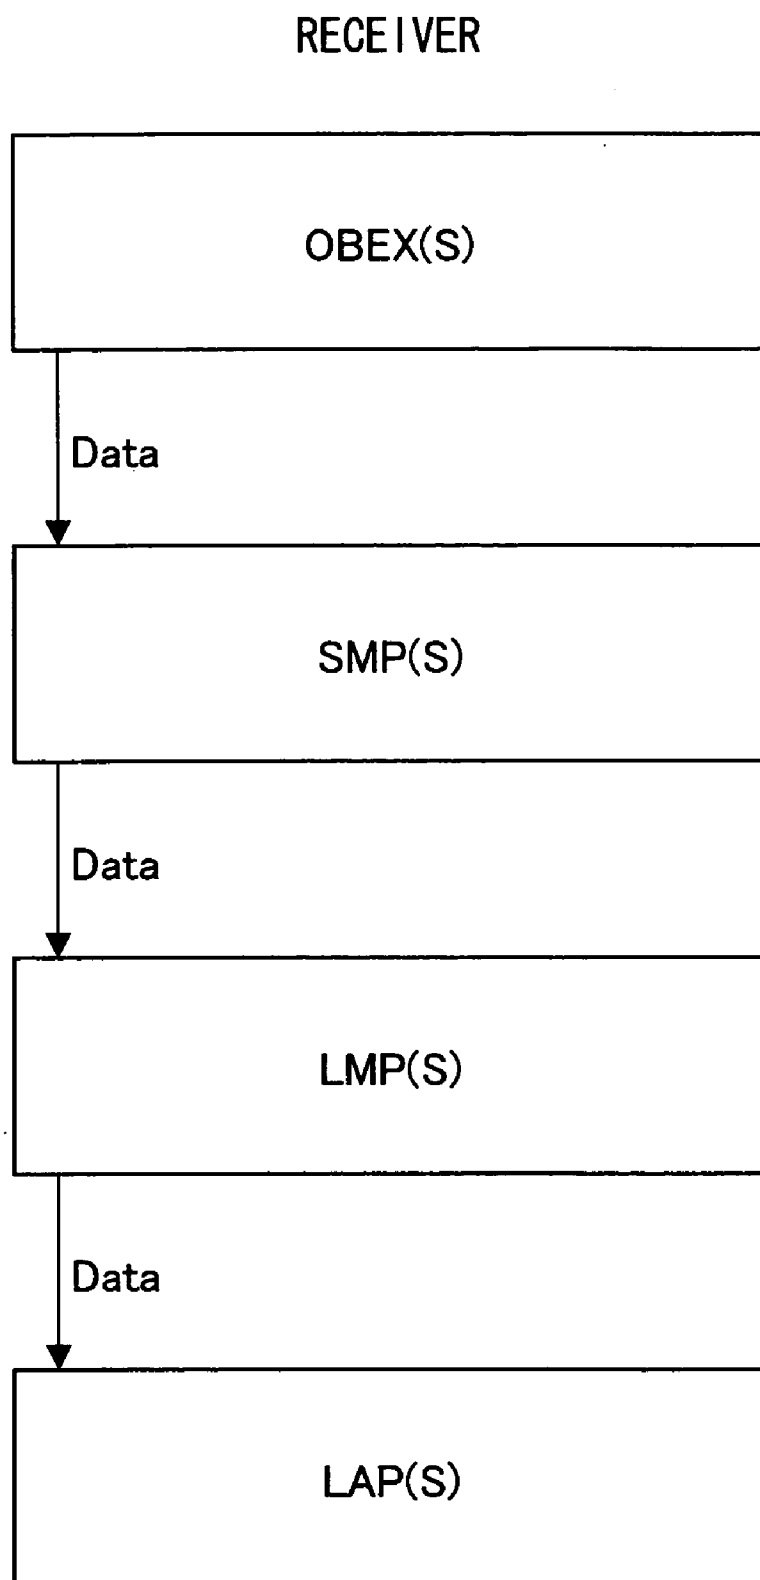 RECEIVER
OBEX(S)
Data
SMP(S)
Data
LMP(S)
Data
LAP(S)